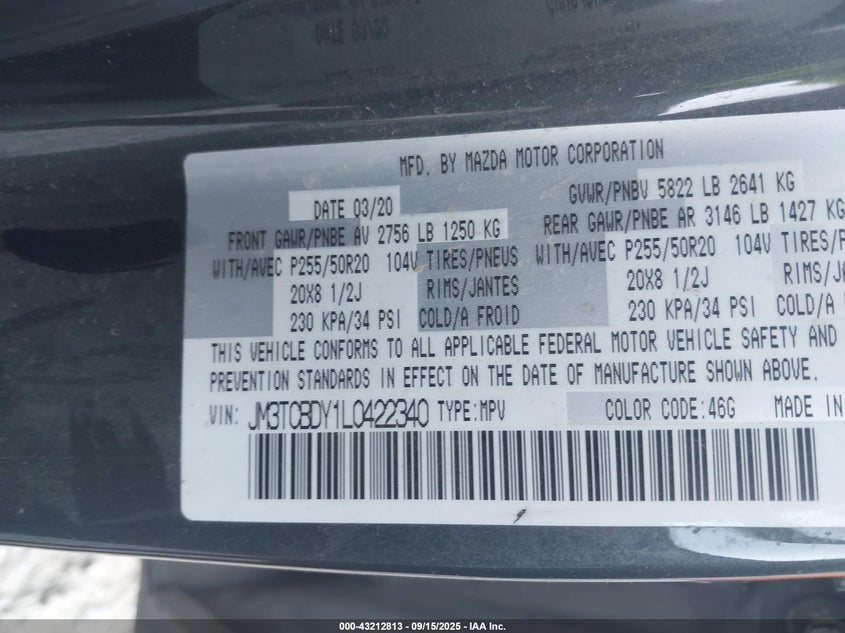 MFD. BY MAZDA MOTOR CORPORATION
DATE 03/20
GVWR/PNBV 5822 LB 2641 KG
FRONT GAWR/PNBE AV 2756 LB 1250 KG
REAR GAWR/PNBE AR 3146 LB 1427 KG
WITH/AVEC P255/50R20 104V TIRES/PNEUS WITH/AVEC P255/50R20 104V TIRES/P
20X8 1/2J RIMS/JANTES 20X8 1/2J RIMS/JAN
230 KPA/34 PSI COLD/A FROID 230 KPA/34 PSI COLD/A
THIS VEHICLE CONFORMS TO ALL APPLICABLE FEDERAL MOTOR VEHICLE SAFETY AND
PREVENTION STANDARDS IN EFFECT ON THE DATE OF MANUFACTURE SHOWN ABOVE.
VIN: JM3TCBDY1L0422340 TYPE:MPV COLOR CODE:46G MADE IN
000-43212813 - 09/15/2025 - IAA Inc.